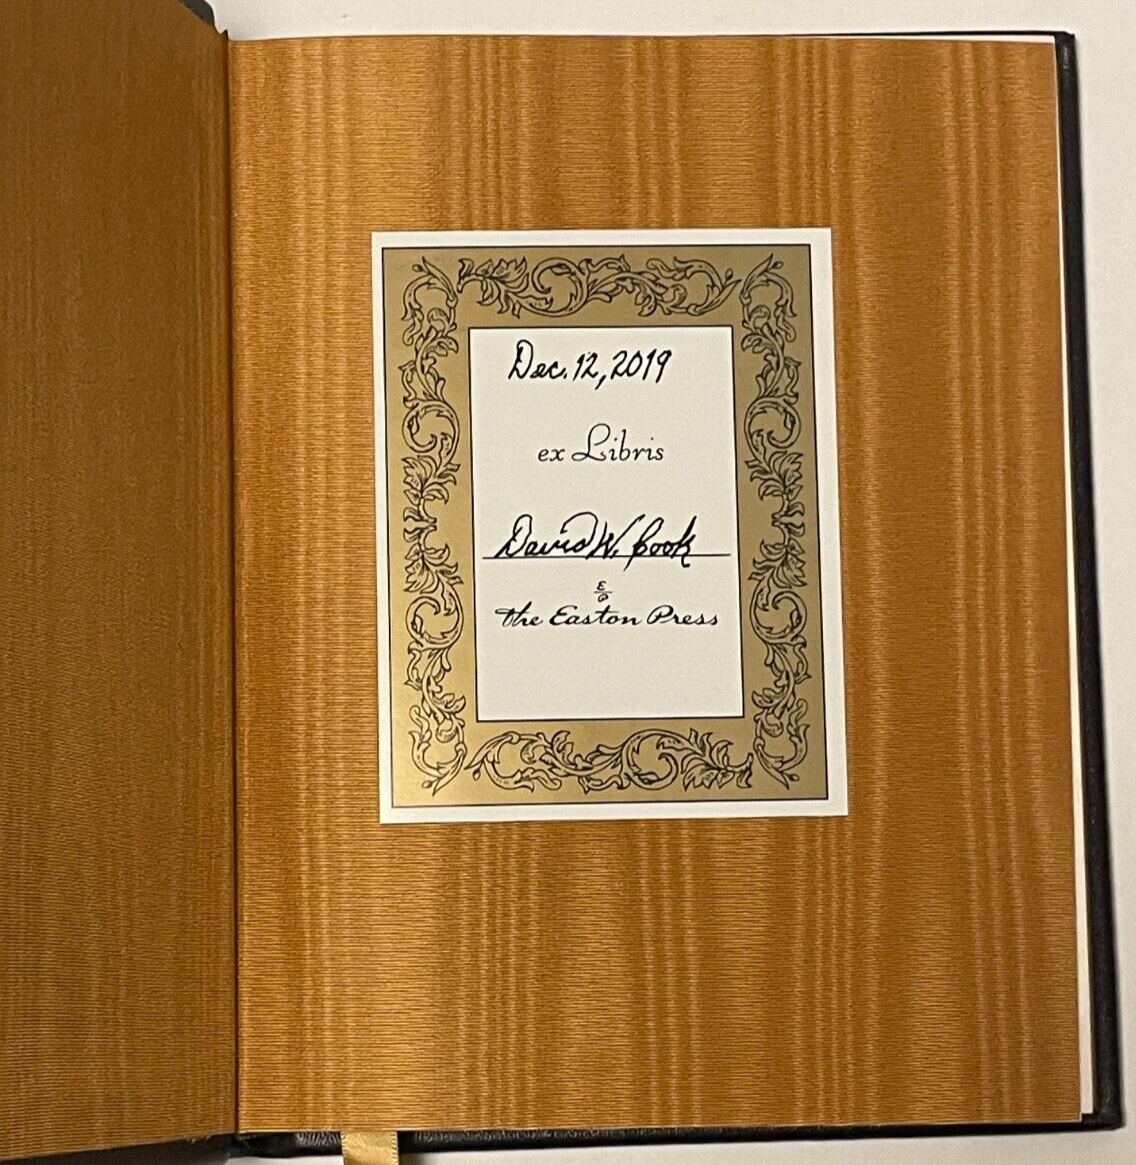 Dec. 12, 2019
ex Libris
David W. Cook
E/P
the Easton Press